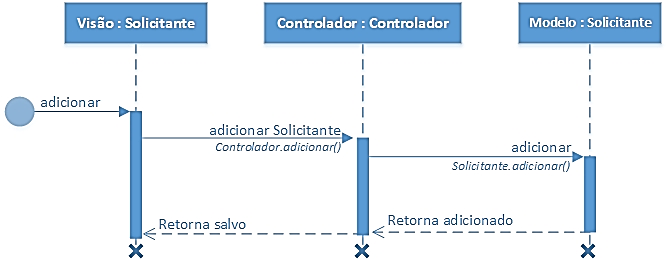 Visão : Solicitante
Controlador : Controlador
Modelo : Solicitante
adicionar
adicionar Solicitante
Controlador.adicionar()
adicionar
Solicitante.adicionar()
Retorna adicionado
Retorna salvo